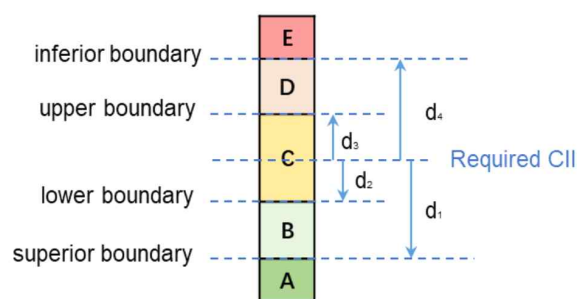 E
inferior boundary
D
upper boundary
d₄
d₃
C
Required CII
d₂
lower boundary
d₁
B
superior boundary
A